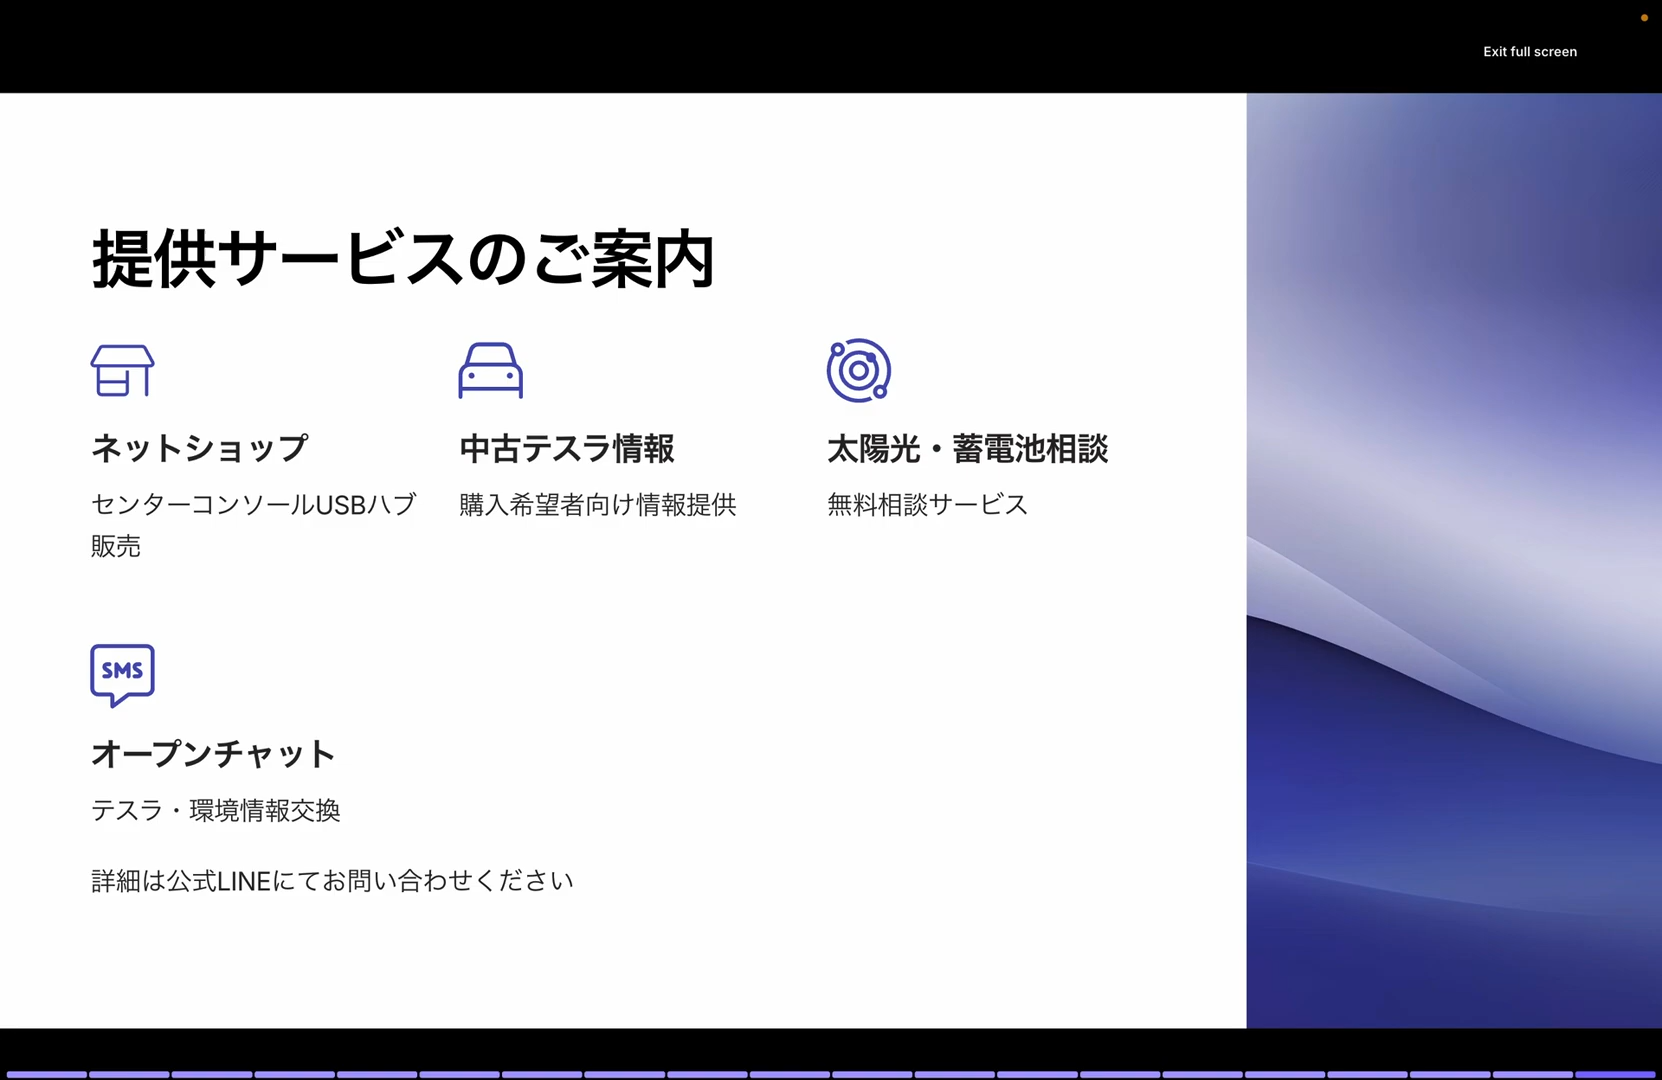 Exit full screen
提供サービスのご案内
ネットショップ
センターコンソールUSBハブ
販売
中古テスラ情報
購入希望者向け情報提供
太陽光・蓄電池相談
無料相談サービス
SMS
オープンチャット
テスラ・環境情報交換
詳細は公式LINEにてお問い合わせください